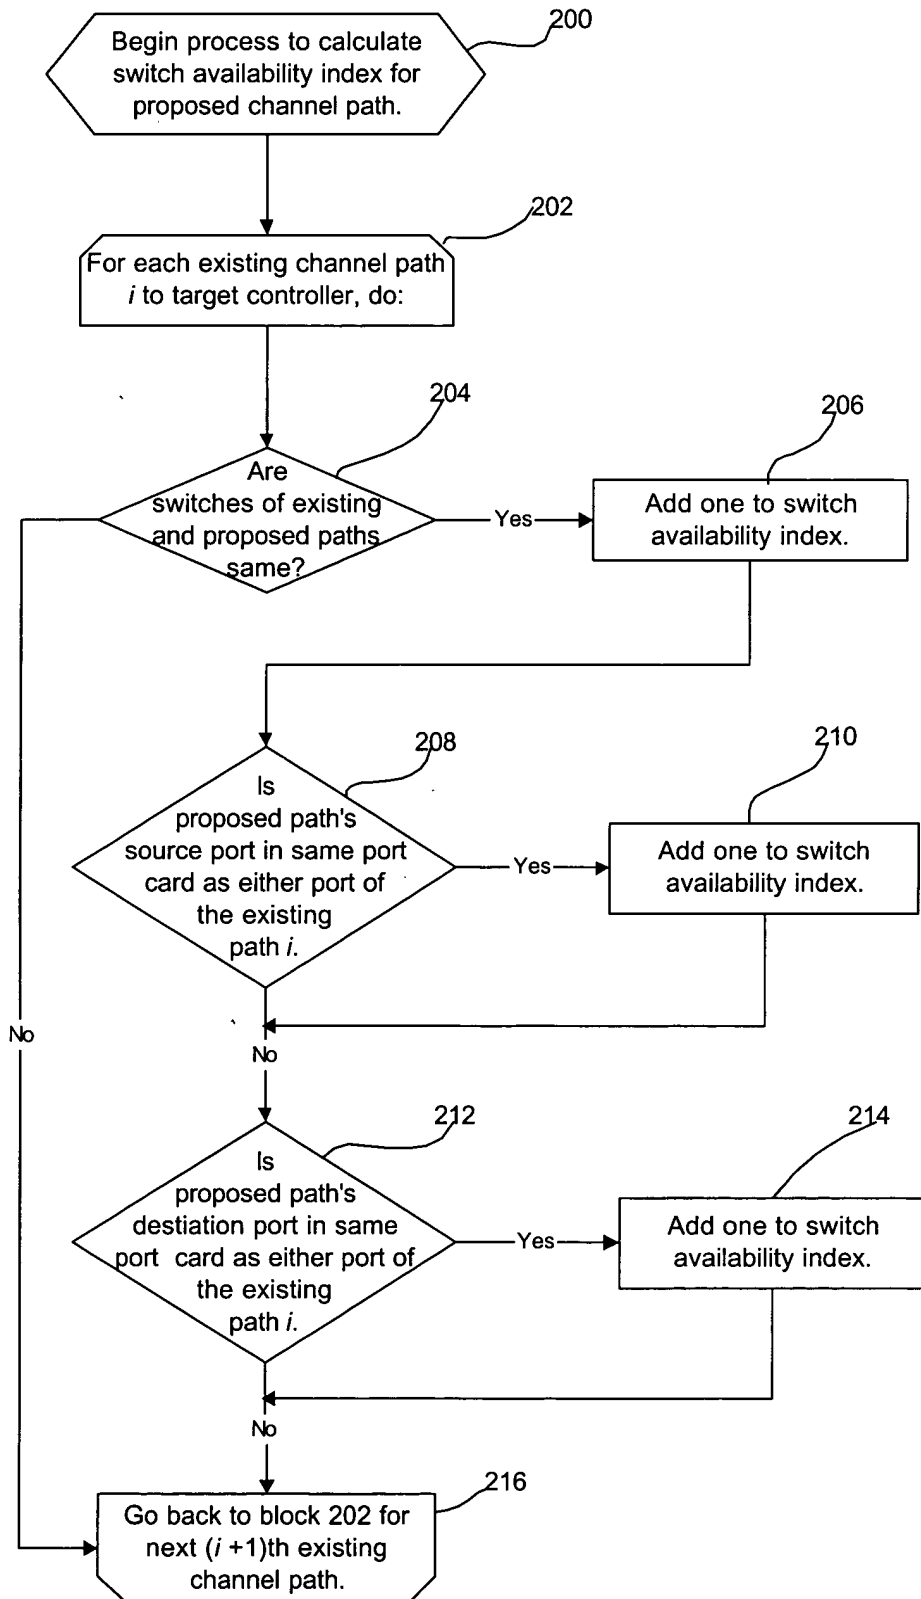 200
Begin process to calculate
switch availability index for
proposed channel path.
202
For each existing channel path
i to target controller, do:
204
Are
switches of existing
and proposed paths
same?
Yes
206
Add one to switch
availability index.
208
Is
proposed path's
source port in same port
card as either port of
the existing
path i.
Yes
210
Add one to switch
availability index.
No
No
212
Is
proposed path's
destiation port in same
port card as either port of
the existing
path i.
Yes
214
Add one to switch
availability index.
No
216
Go back to block 202 for
next (i +1)th existing
channel path.